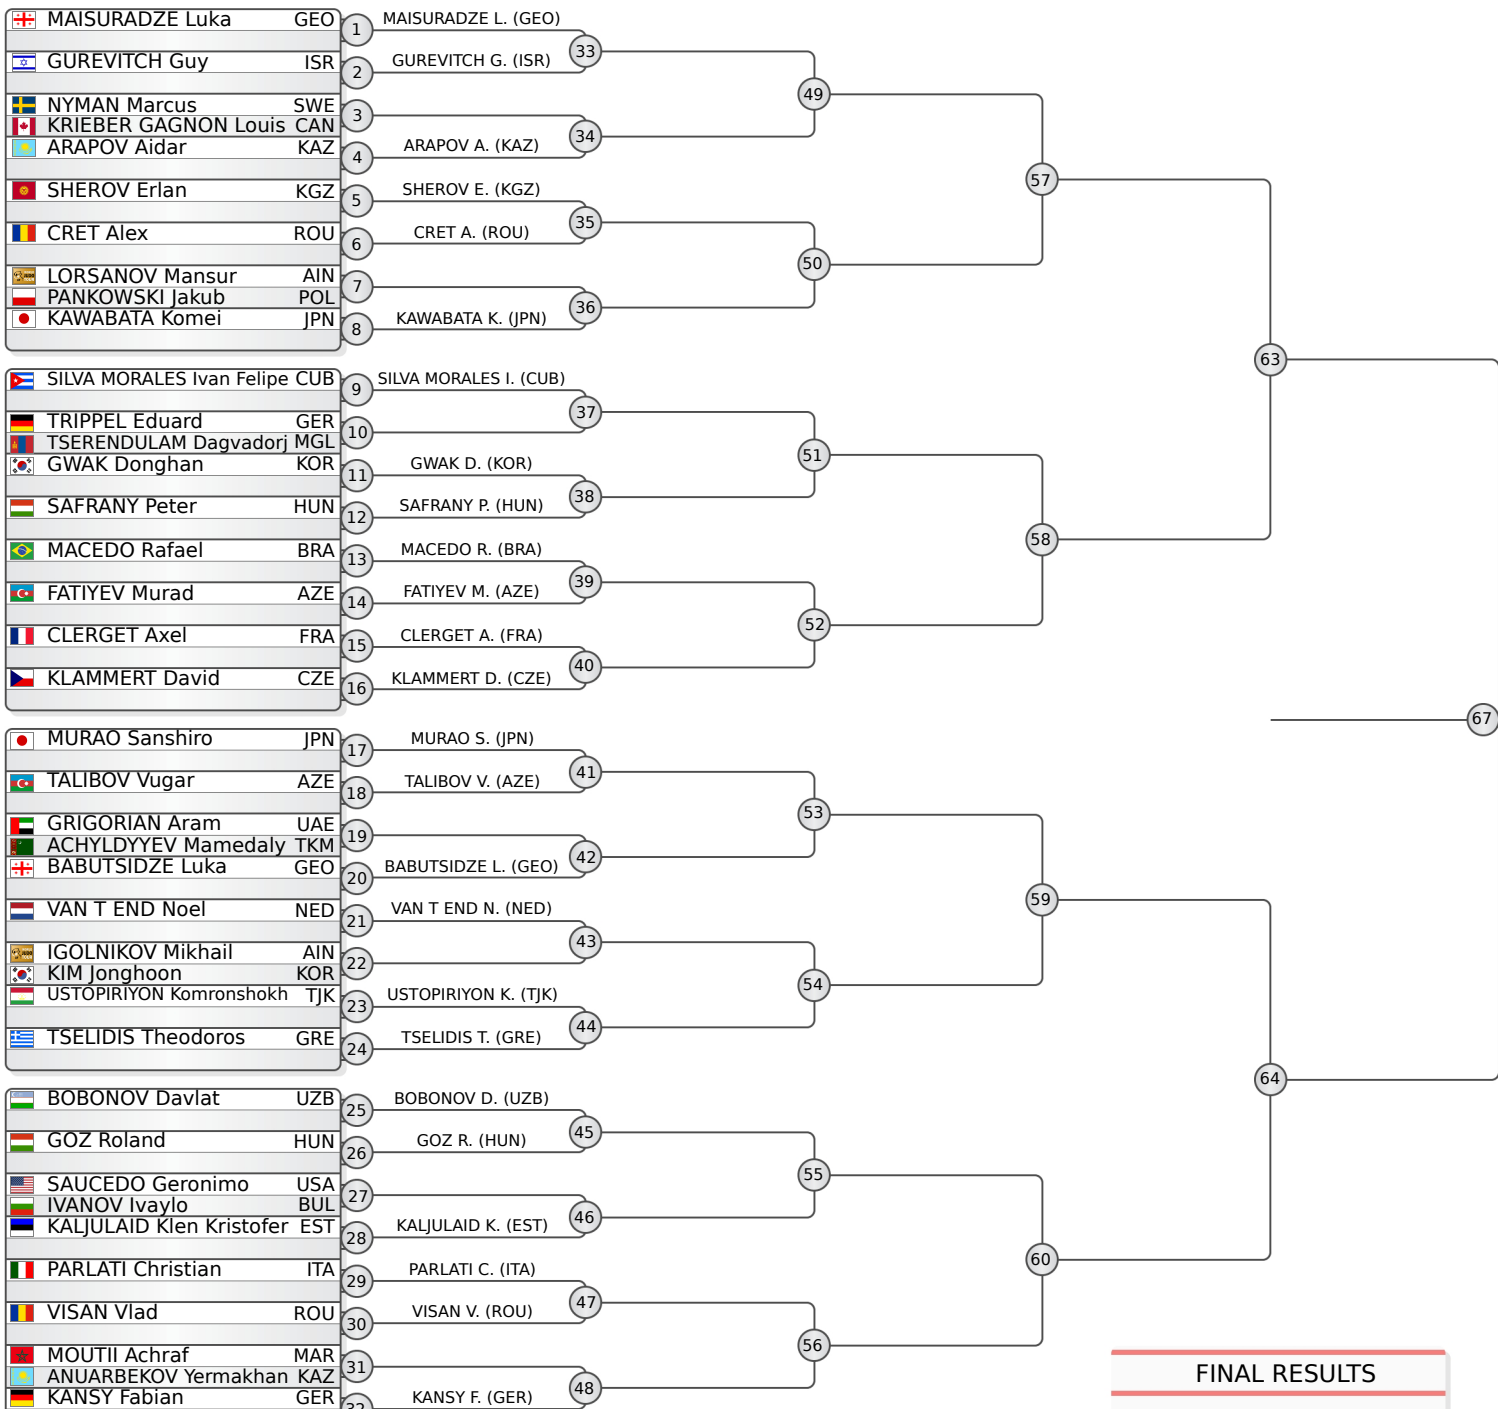 MAISURADZE Luka GEO 1 MAISURADZE L. (GEO)
33
GUREVITCH Guy ISR 2 GUREVITCH G. (ISR)
49
NYMAN Marcus SWE 3
KRIEBER GAGNON Louis CAN
34
ARAPOV Aidar KAZ 4 ARAPOV A. (KAZ)
57
SHEROV Erlan KGZ 5 SHEROV E. (KGZ)
35
CRET Alex ROU 6 CRET A. (ROU)
50
LORSANOV Mansur AIN 7
PANKOWSKI Jakub POL
36
KAWABATA Komei JPN 8 KAWABATA K. (JPN)
63
SILVA MORALES Ivan Felipe CUB 9 SILVA MORALES I. (CUB)
37
TRIPPEL Eduard GER 10
TSERENDULAM Dagvadorj MGL
51
GWAK Donghan KOR 11 GWAK D. (KOR)
38
SAFRANY Peter HUN 12 SAFRANY P. (HUN)
58
MACEDO Rafael BRA 13 MACEDO R. (BRA)
39
FATIYEV Murad AZE 14 FATIYEV M. (AZE)
52
CLERGET Axel FRA 15 CLERGET A. (FRA)
40
KLAMMERT David CZE 16 KLAMMERT D. (CZE)
67
MURAO Sanshiro JPN 17 MURAO S. (JPN)
41
TALIBOV Vugar AZE 18 TALIBOV V. (AZE)
53
GRIGORIAN Aram UAE 19
ACHYLDYYEV Mamedaly TKM
42
BABUTSIDZE Luka GEO 20 BABUTSIDZE L. (GEO)
59
VAN T END Noel NED 21 VAN T END N. (NED)
43
IGOLNIKOV Mikhail AIN 22
KIM Jonghoon KOR
54
USTOPIRIYON Komronshokh TJK 23 USTOPIRIYON K. (TJK)
44
TSELIDIS Theodoros GRE 24 TSELIDIS T. (GRE)
64
BOBONOV Davlat UZB 25 BOBONOV D. (UZB)
45
GOZ Roland HUN 26 GOZ R. (HUN)
55
SAUCEDO Geronimo USA 27
IVANOV Ivaylo BUL
46
KALJULAID Klen Kristofer EST 28 KALJULAID K. (EST)
60
PARLATI Christian ITA 29 PARLATI C. (ITA)
47
VISAN Vlad ROU 30 VISAN V. (ROU)
56
MOUTII Achraf MAR 31
ANUARBEKOV Yermakhan KAZ
48
KANSY Fabian GER 32 KANSY F. (GER)
FINAL RESULTS